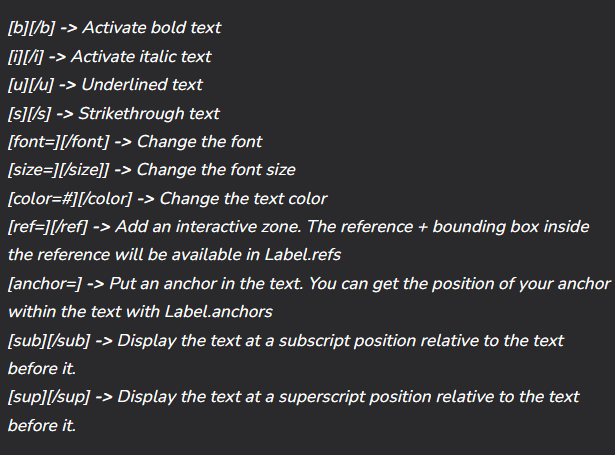 [b][/b] -> Activate bold text
[i][/i] -> Activate italic text
[u][/u] -> Underlined text
[s][/s] -> Strikethrough text
[font=][/font] -> Change the font
[size=][/size]] -> Change the font size
[color=#][/color] -> Change the text color
[ref=][/ref] -> Add an interactive zone. The reference + bounding box inside
the reference will be available in Label.refs
[anchor=] -> Put an anchor in the text. You can get the position of your anchor
within the text with Label.anchors
[sub][/sub] -> Display the text at a subscript position relative to the text
before it.
[sup][/sup] -> Display the text at a superscript position relative to the text
before it.